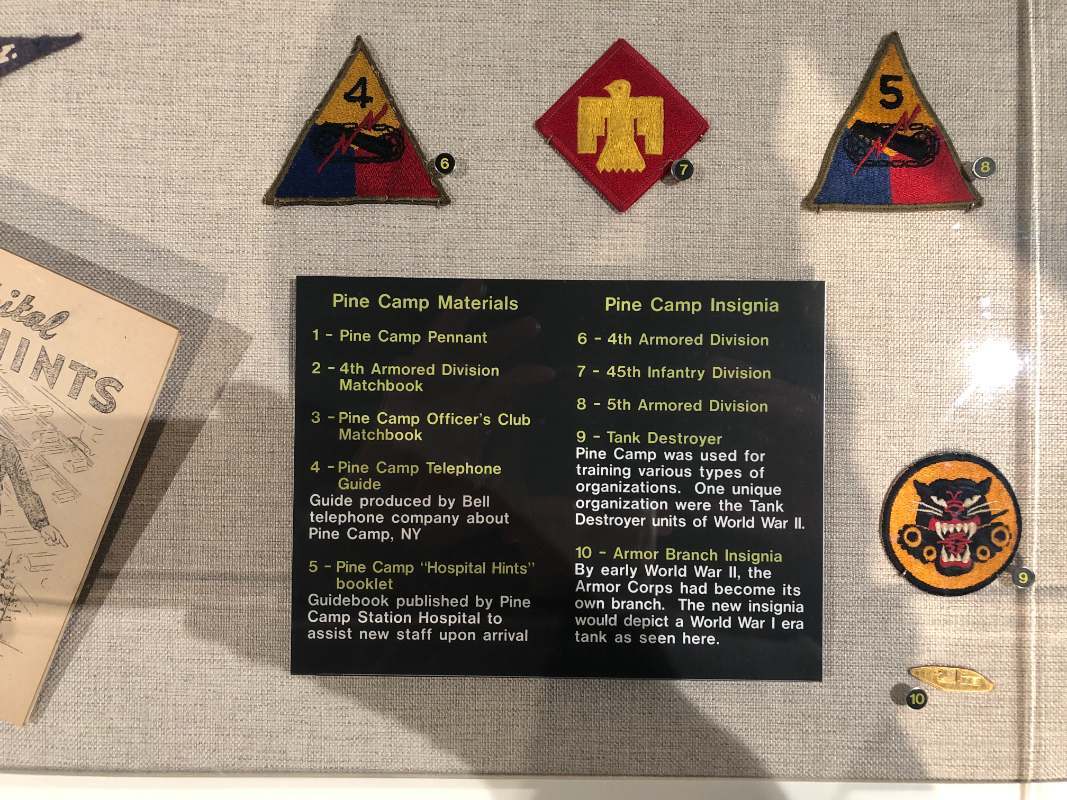 4
6
7
5
8
ital
HINTS
Pine Camp Materials
1 - Pine Camp Pennant
2 - 4th Armored Division
Matchbook
3 - Pine Camp Officer's Club
Matchbook
4 - Pine Camp Telephone
Guide
Guide produced by Bell
telephone company about
Pine Camp, NY
5 - Pine Camp "Hospital Hints"
booklet
Guidebook published by Pine
Camp Station Hospital to
assist new staff upon arrival
Pine Camp Insignia
6 - 4th Armored Division
7 - 45th Infantry Division
8 - 5th Armored Division
9 - Tank Destroyer
Pine Camp was used for
training various types of
organizations. One unique
organization were the Tank
Destroyer units of World War II.
10 - Armor Branch Insignia
By early World War II, the
Armor Corps had become its
own branch. The new insignia
would depict a World War I era
tank as seen here.
9
10